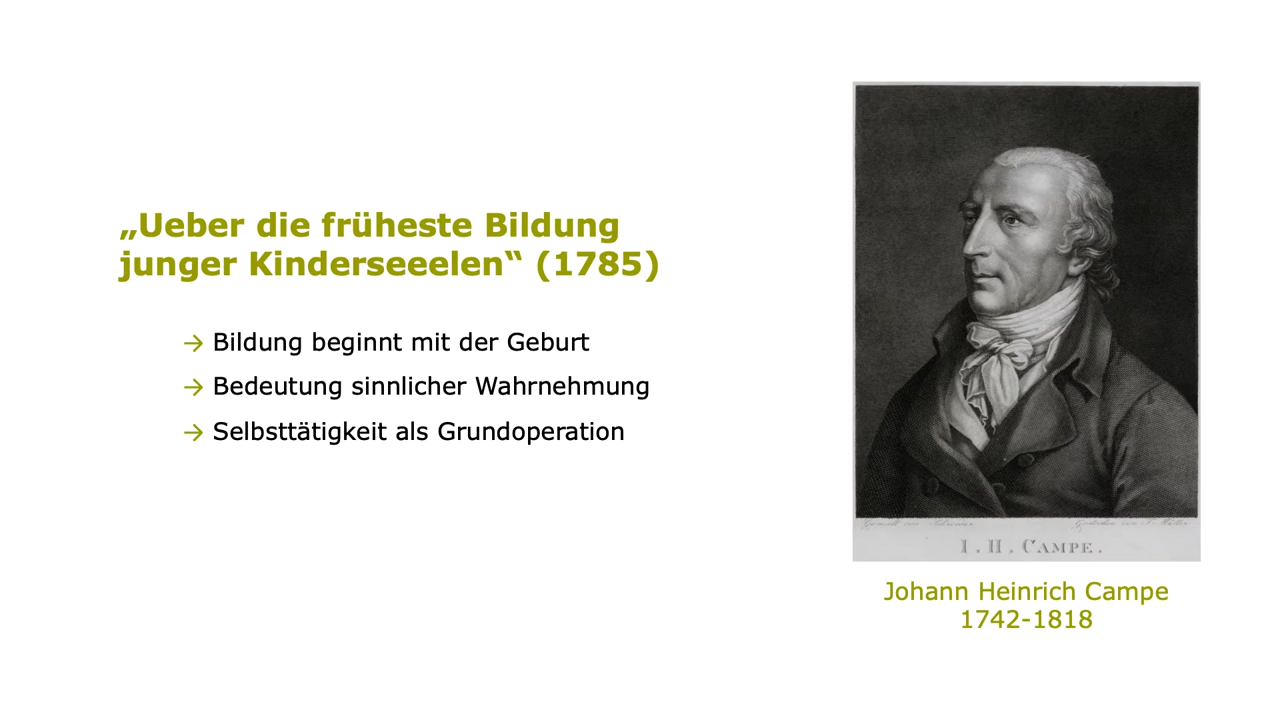 „Ueber die früheste Bildung
junger Kinderseeelen“ (1785)
→ Bildung beginnt mit der Geburt
→ Bedeutung sinnlicher Wahrnehmung
→ Selbsttätigkeit als Grundoperation
I. H. CAMPE.
Johann Heinrich Campe
1742-1818